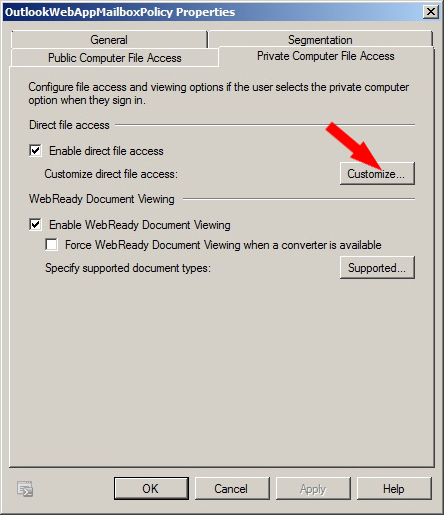 OutlookWebAppMailboxPolicy Properties
General
Segmentation
Public Computer File Access
Private Computer File Access
Configure file access and viewing options if the user selects the private computer
option when they sign in.
Direct file access
Enable direct file access
Customize direct file access:
Customize...
WebReady Document Viewing
Enable WebReady Document Viewing
Force WebReady Document Viewing when a converter is available
Specify supported document types:
Supported...
OK
Cancel
Apply
Help